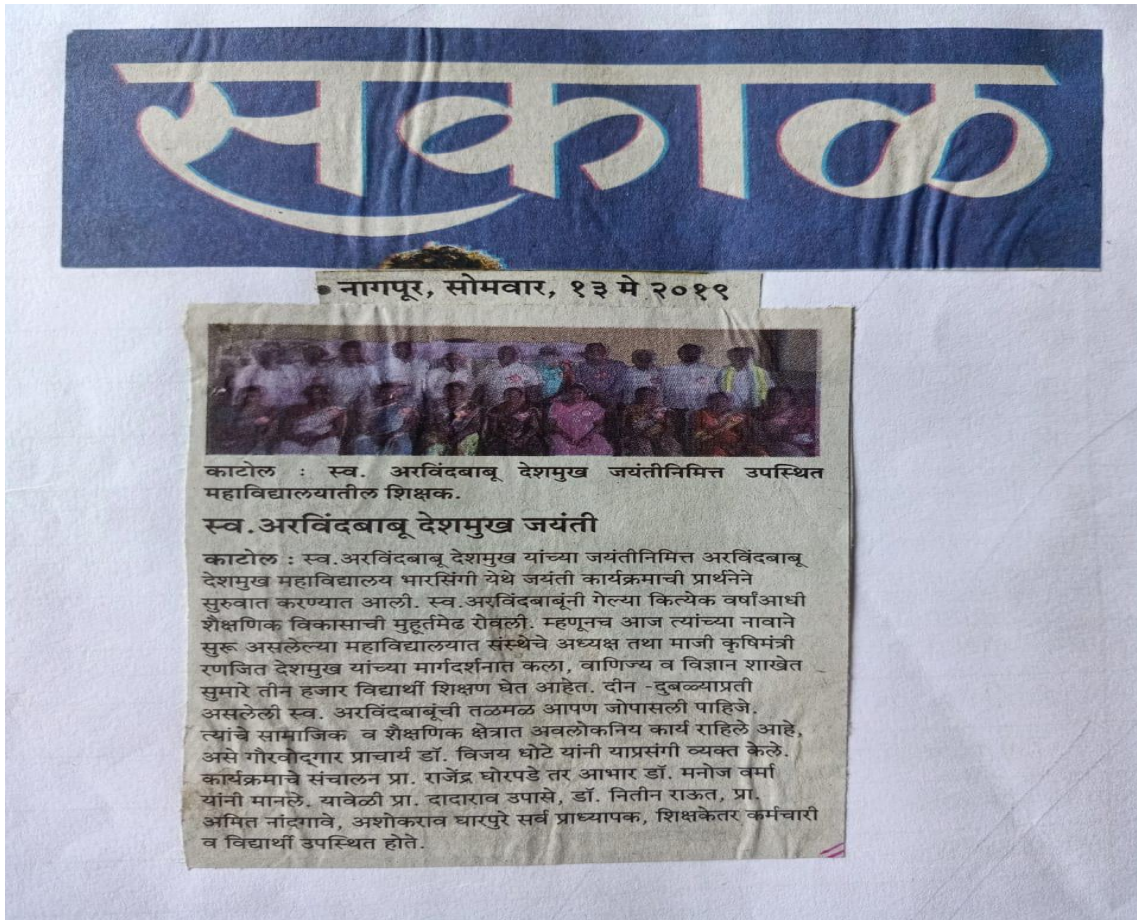 सकाळ
• नागपूर, सोमवार, १३ मे २०१९
काटोल : स्व. अरविंदबाबू देशमुख जयंतीनिमित्त उपस्थित
महाविद्यालयातील शिक्षक.
स्व.अरविंदबाबू देशमुख जयंती
काटोल : स्व.अरविंदबाबू देशमुख यांच्या जयंतीनिमित्त अरविंदबाबू
देशमुख महाविद्यालय भारसिंगी येथे जयंती कार्यक्रमाची प्रार्थनेने
सुरुवात करण्यात आली. स्व.अरविंदबाबूंनी गेल्या कित्येक वर्षांआधी
शैक्षणिक विकासाची मुहूर्तमेढ रोवली. म्हणूनच आज त्यांच्या नावाने
सुरू असलेल्या महाविद्यालयात संस्थेचे अध्यक्ष तथा माजी कृषिमंत्री
रणजित देशमुख यांच्या मार्गदर्शनात कला, वाणिज्य व विज्ञान शाखेत
सुमारे तीन हजार विद्यार्थी शिक्षण घेत आहेत. दीन -दुबळ्याप्रती
असलेली स्व. अरविंदबाबूंची तळमळ आपण जोपासली पाहिजे.
त्यांचे सामाजिक व शैक्षणिक क्षेत्रात अवलोकनिय कार्य राहिले आहे,
असे गौरवोद्‌गार प्राचार्य डॉ. विजय धोटे यांनी याप्रसंगी व्यक्त केले.
कार्यक्रमाचे संचालन प्रा. राजेंद्र घोरपडे तर आभार डॉ. मनोज वर्मा
यांनी मानले. यावेळी प्रा. दादाराव उपासे, डॉ. नितीन राऊत, प्रा.
अमित नांदगावे, अशोकराव घारपुरे सर्व प्राध्यापक, शिक्षकेतर कर्मचारी
व विद्यार्थी उपस्थित होते.